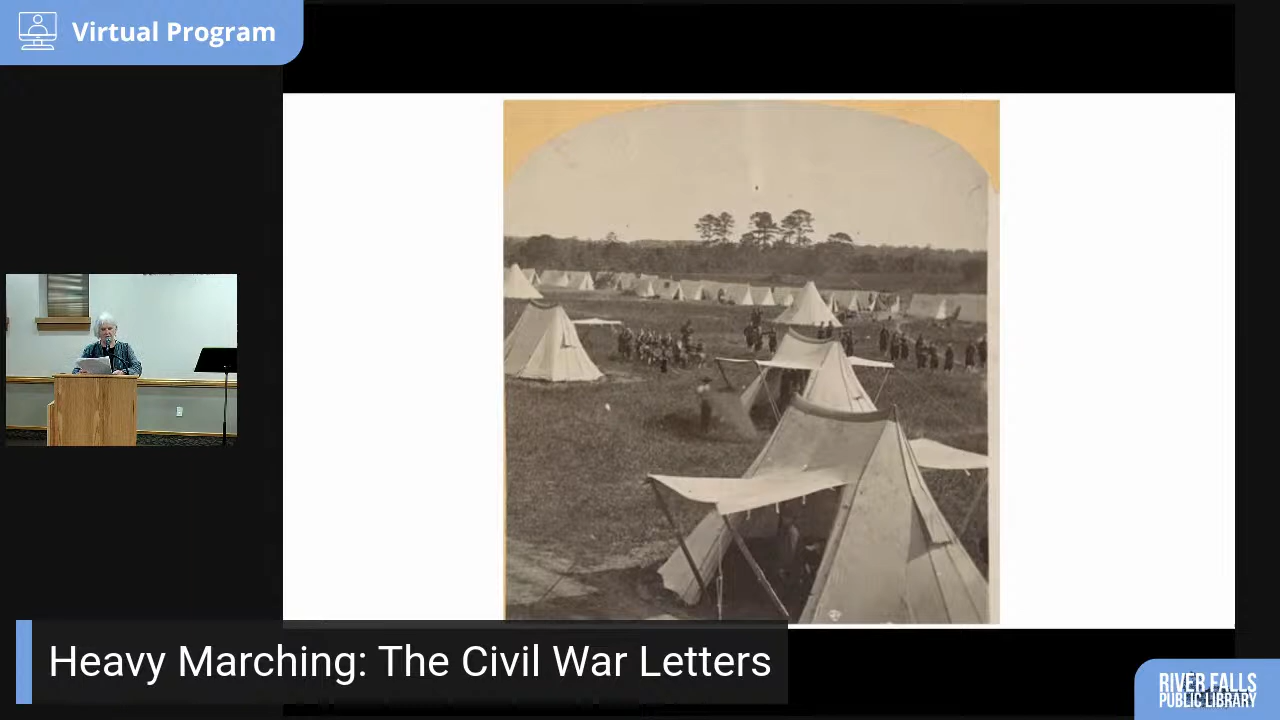 Virtual Program
Heavy Marching: The Civil War Letters
RIVER FALLS
PUBLIC LIBRARY